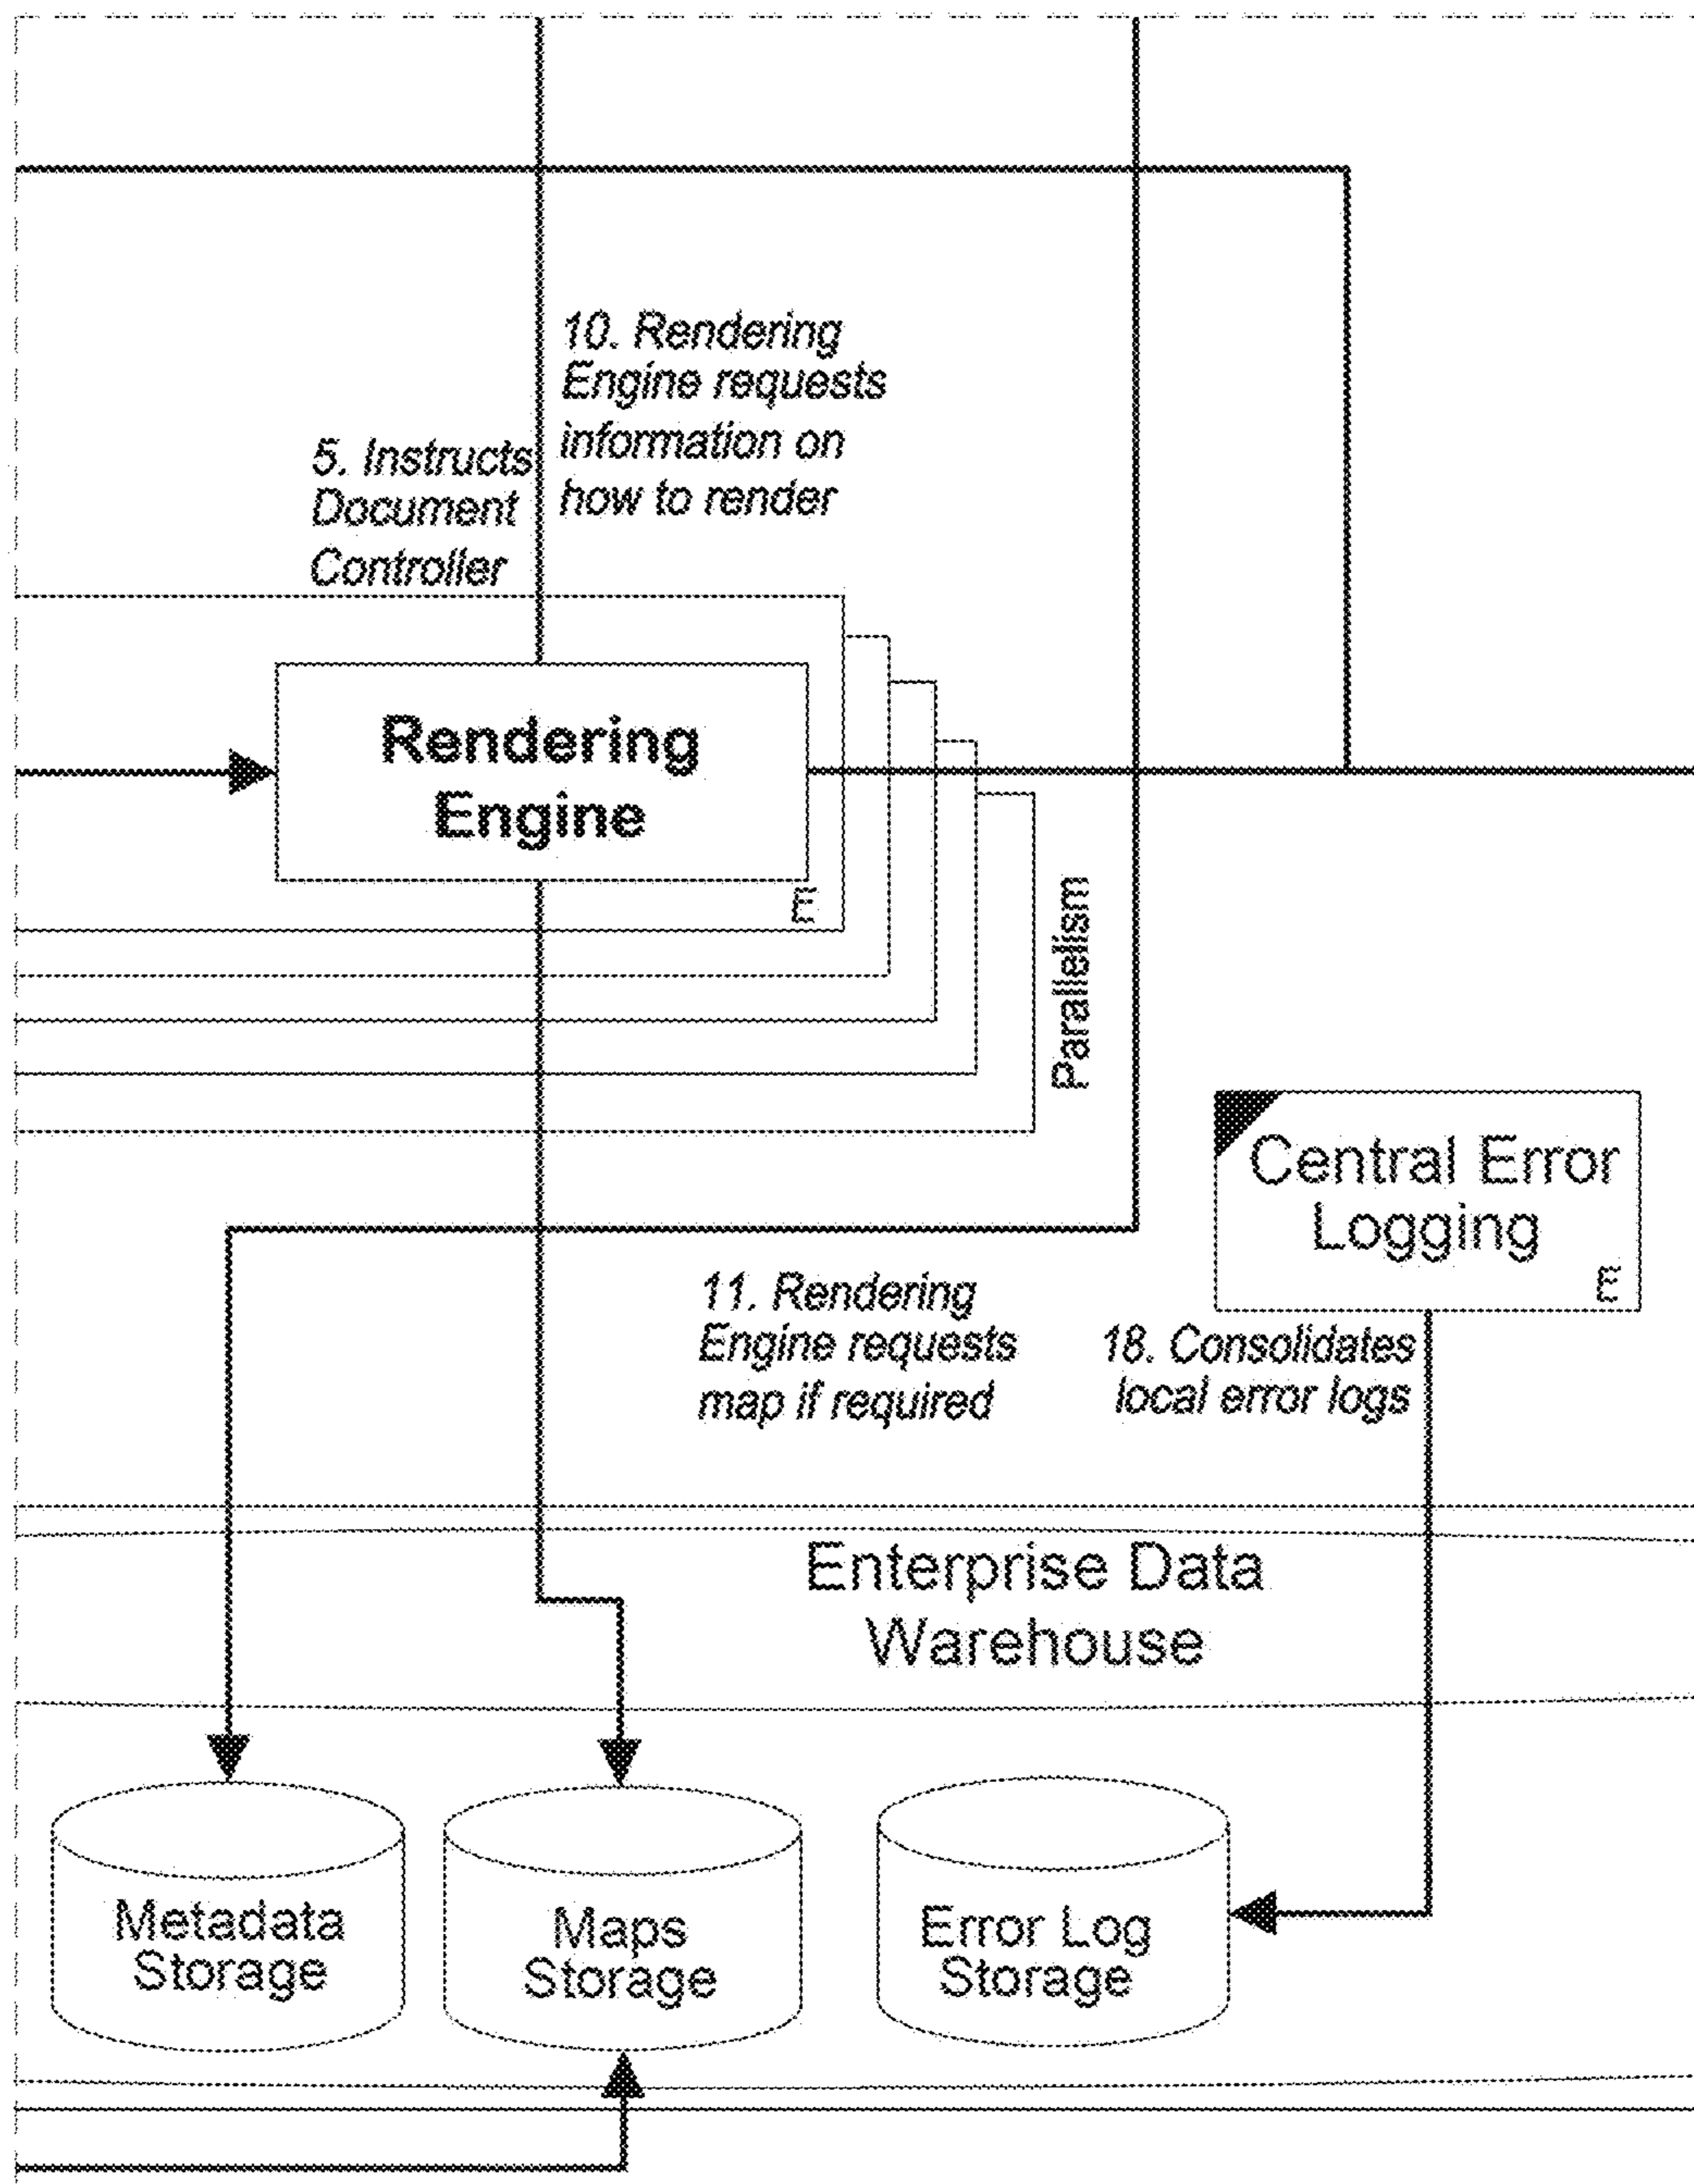 10. Rendering
Engine requests
information on
how to render
5. Instructs
Document
Controller
Rendering
Engine
E
Parallelism
Central Error
Logging
E
11. Rendering
Engine requests
map if required
18. Consolidates
local error logs
Enterprise Data
Warehouse
Metadata
Storage
Maps
Storage
Error Log
Storage